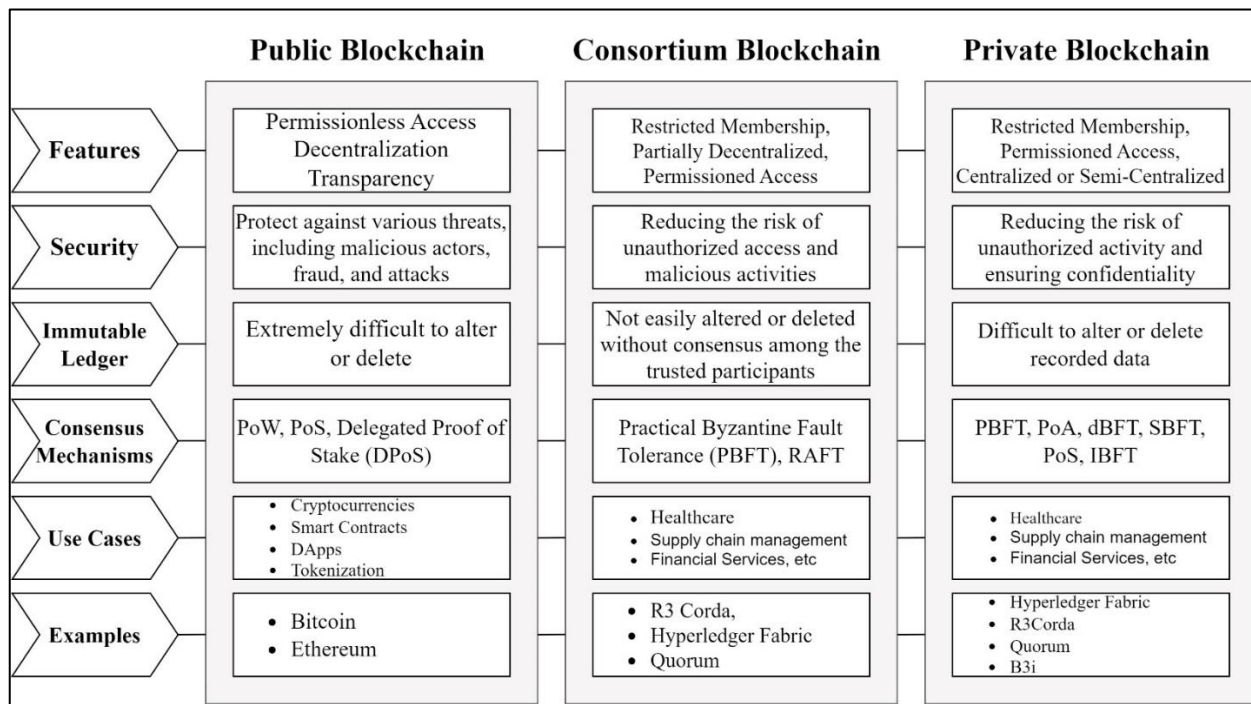 Public Blockchain
Consortium Blockchain
Private Blockchain
Features
Permissionless Access
Decentralization
Transparency
Restricted Membership,
Partially Decentralized,
Permissioned Access
Restricted Membership,
Permissioned Access,
Centralized or Semi-Centralized
Security
Protect against various threats,
including malicious actors,
fraud, and attacks
Reducing the risk of
unauthorized access and
malicious activities
Reducing the risk of
unauthorized activity and
ensuring confidentiality
Immutable
Ledger
Extremely difficult to alter
or delete
Not easily altered or deleted
without consensus among the
trusted participants
Difficult to alter or delete
recorded data
Consensus
Mechanisms
PoW, PoS, Delegated Proof of
Stake (DPoS)
Practical Byzantine Fault
Tolerance (PBFT), RAFT
PBFT, PoA, dBFT, SBFT,
PoS, IBFT
Use Cases
• Cryptocurrencies
• Smart Contracts
• DApps
• Tokenization
• Healthcare
• Supply chain management
• Financial Services, etc
• Healthcare
• Supply chain management
• Financial Services, etc
Examples
• Bitcoin
• Ethereum
• R3 Corda,
• Hyperledger Fabric
• Quorum
• Hyperledger Fabric
• R3Corda
• Quorum
• B3i